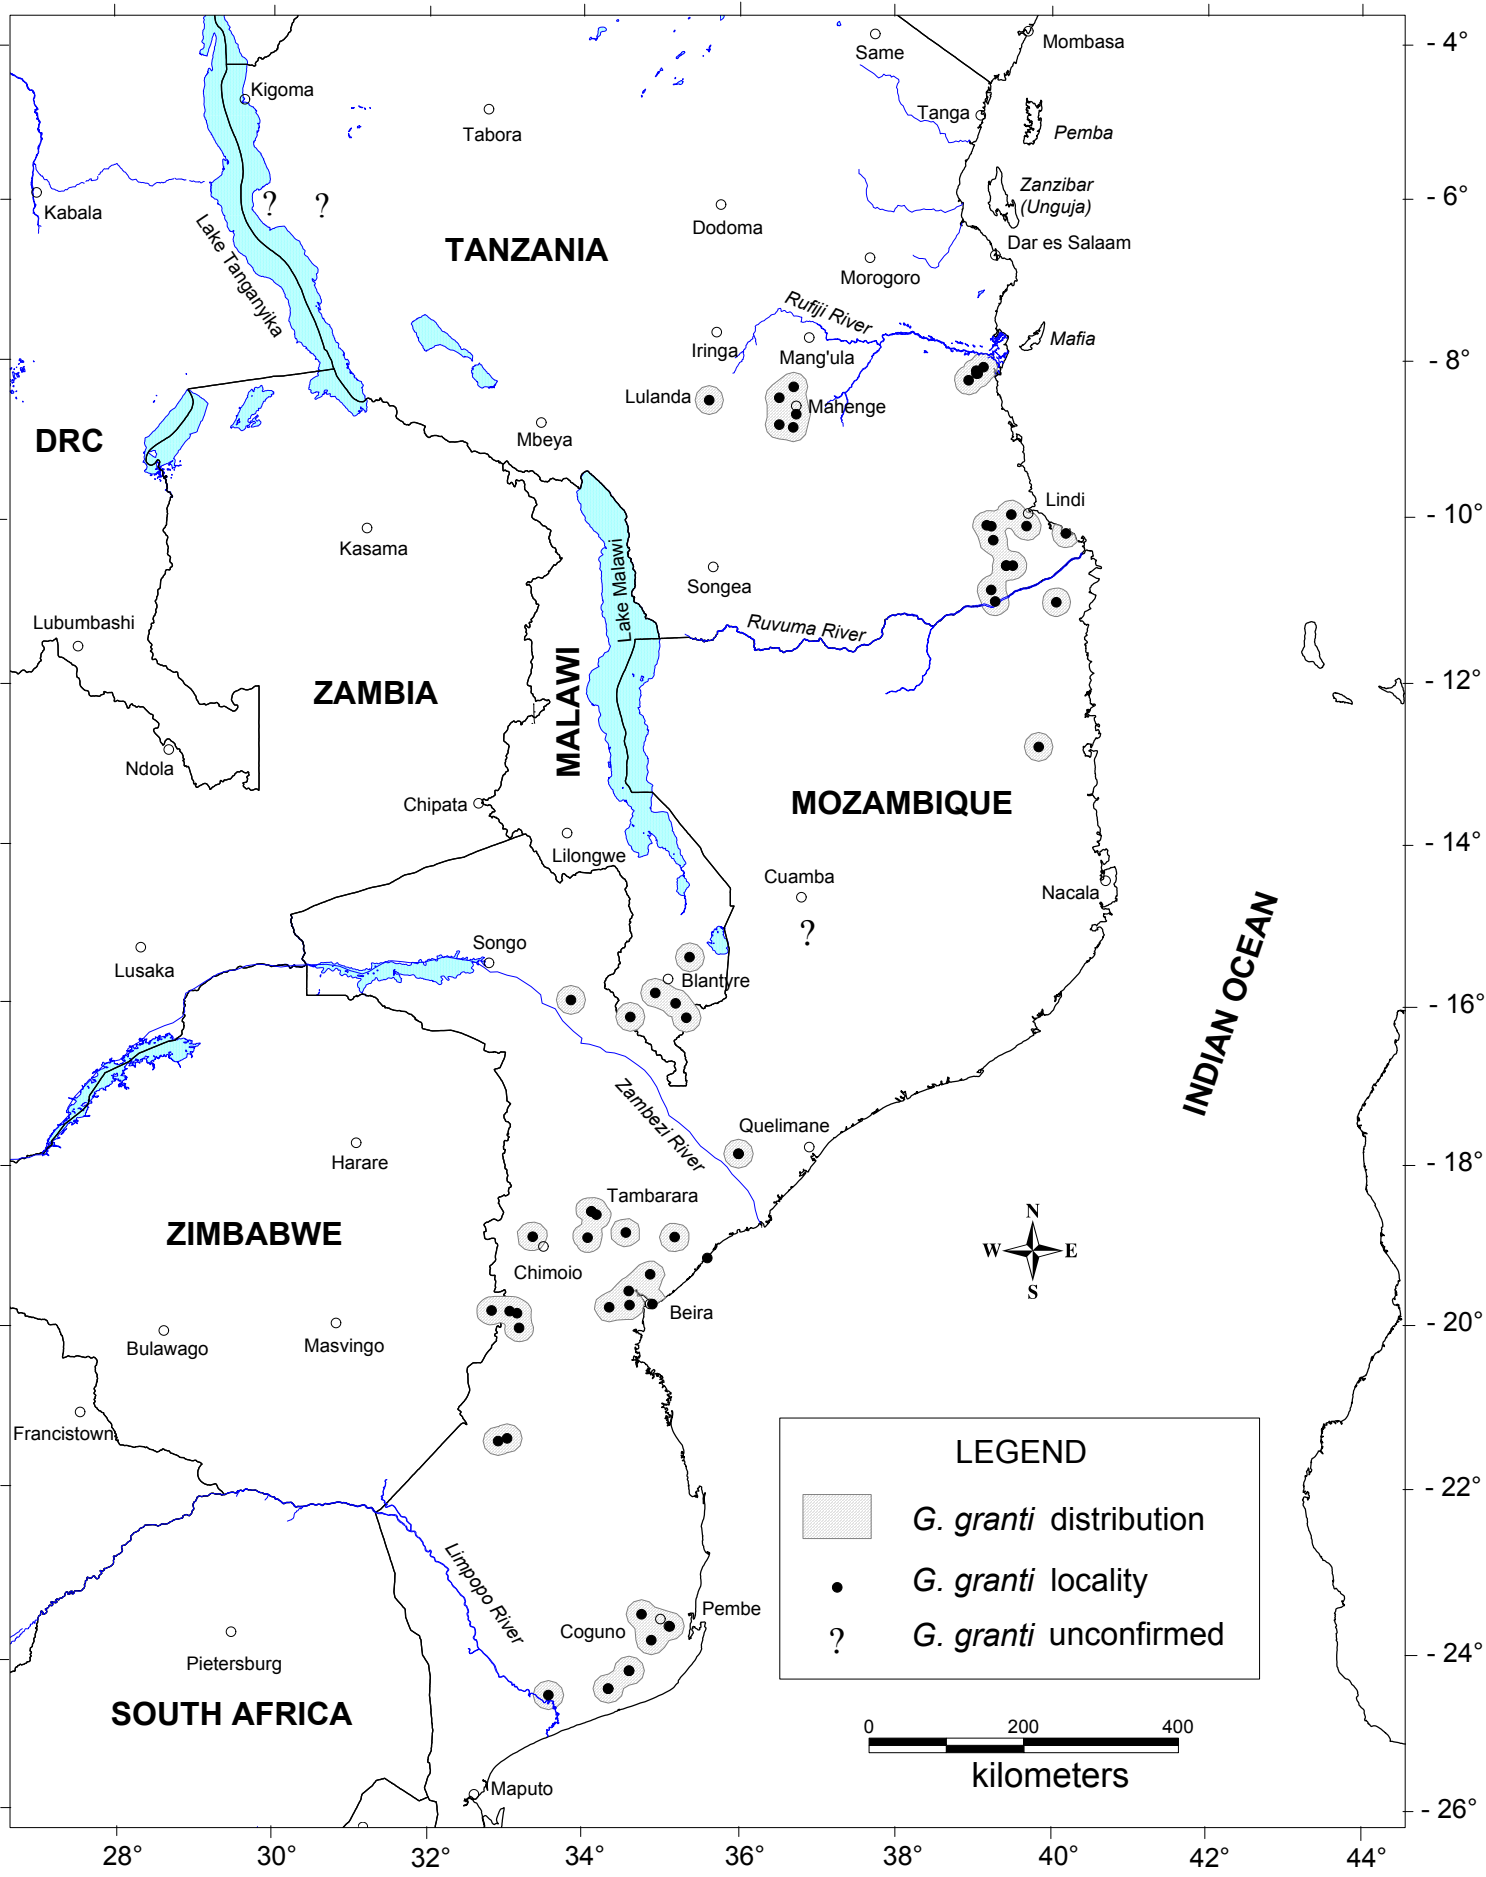 - 4°
Mombasa
Same
Kigoma
Tanga
Tabora
Pemba
Kabala
?
?
Zanzibar
(Unguja)
- 6°
Dodoma
Dar es Salaam
TANZANIA
Lake Tanganyika
Morogoro
Rufiji River
Mafia
Iringa
Mang'ula
- 8°
Lulanda
Mahenge
DRC
Mbeya
Lindi
- 10°
Kasama
Lake Malawi
Songea
Lubumbashi
Ruvuma River
ZAMBIA
MALAWI
- 12°
Ndola
Chipata
MOZAMBIQUE
- 14°
Lilongwe
Cuamba
Nacala
?
INDIAN OCEAN
Songo
Lusaka
Blantyre
- 16°
Zambezi River
Quelimane
Harare
- 18°
Tambarara
ZIMBABWE
N
W
E
S
Chimoio
Beira
- 20°
Bulawago
Masvingo
Francistown
LEGEND
- 22°
G. granti distribution
G. granti locality
? G. granti unconfirmed
Limpopo River
Pembe
Coguno
- 24°
Pietersburg
SOUTH AFRICA
0 200 400
kilometers
Maputo
- 26°
28° 30° 32° 34° 36° 38° 40° 42° 44°